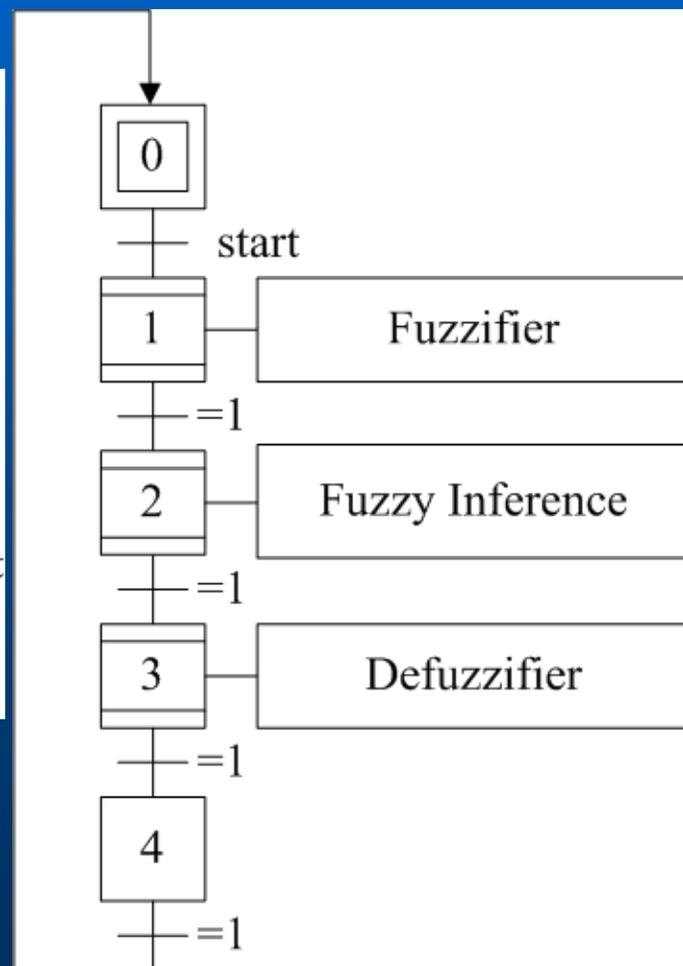 0
start
1
Fuzzifier
=1
2
Fuzzy Inference
=1
3
Defuzzifier
=1
4
=1